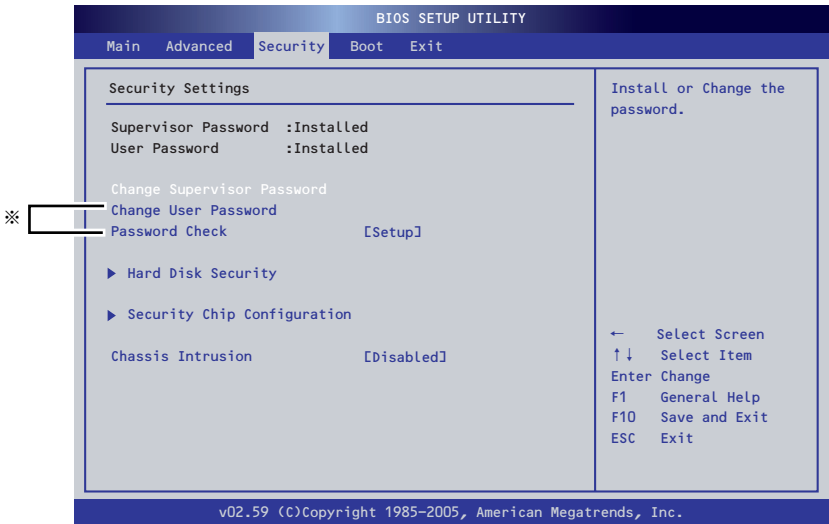 BIOS SETUP UTILITY
Main Advanced Security Boot Exit
Security Settings
Supervisor Password :Installed
User Password :Installed
Change Supervisor Password
Change User Password
Password Check [Setup]
▶ Hard Disk Security
▶ Security Chip Configuration
Chassis Intrusion [Disabled]
※
Install or Change the
password.
← Select Screen
↑↓ Select Item
Enter Change
F1 General Help
F10 Save and Exit
ESC Exit
v02.59 (C)Copyright 1985-2005, American Megatrends, Inc.